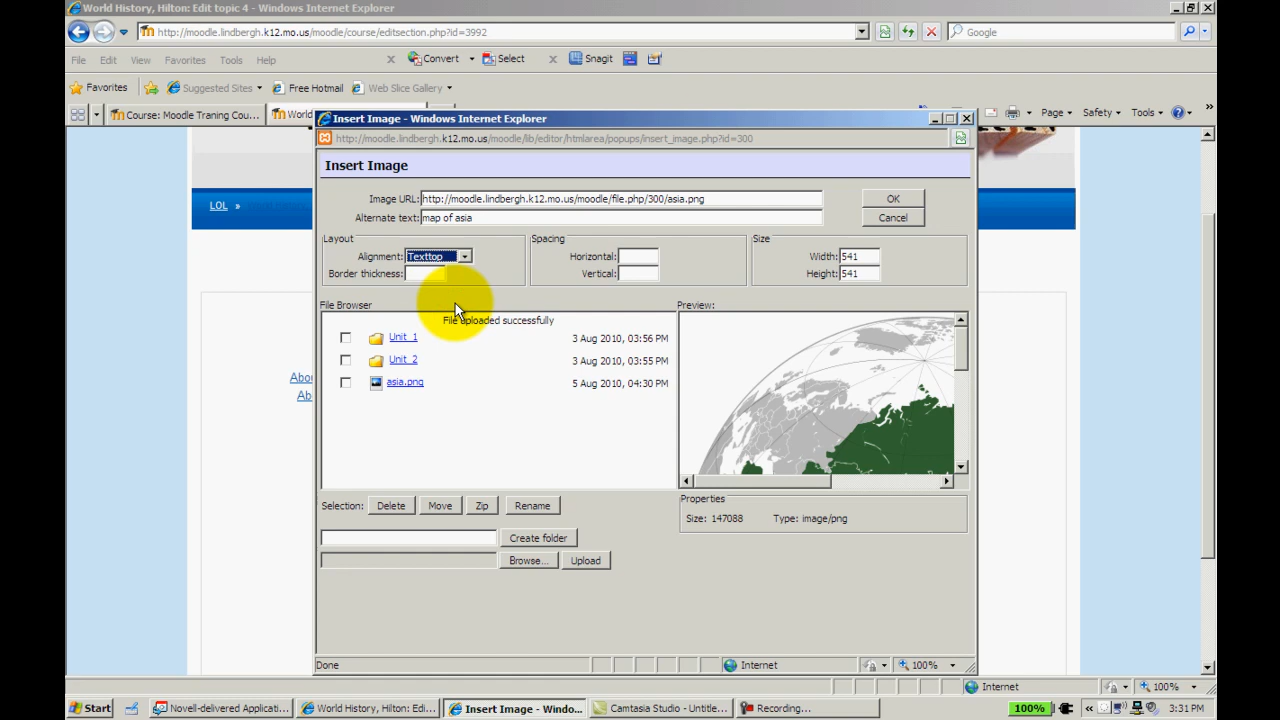 World History, Hilton: Edit topic 4 - Windows Internet Explorer
http://moodle.lindbergh.k12.mo.us/moodle/course/editsection.php?id=3992
Google
File Edit View Favorites Tools Help
x Convert Select x Snagit
Favorites Suggested Sites Free Hotmail Web Slice Gallery
Course: Moodle Traning Cou... World
Page Safety Tools
Insert Image - Windows Internet Explorer
http://moodle.lindbergh.k12.mo.us/moodle/lib/editor/htmlarea/popups/insert_image.php?id=300
Insert Image
Image URL: http://moodle.lindbergh.k12.mo.us/moodle/file.php/300/asia.png OK
Alternate text: map of asia Cancel
LOL »
Layout Spacing Size
Alignment: Texttop Horizontal: Width: 541
Border thickness: Vertical: Height: 541
File Browser Preview:
File uploaded successfully
Unit_1 3 Aug 2010, 03:56 PM
Unit_2 3 Aug 2010, 03:55 PM
asia.png 5 Aug 2010, 04:30 PM
Abou
Ab
Selection: Delete Move Zip Rename
Properties
Size: 147088 Type: image/png
Create folder
Browse... Upload
Done Internet 100%
Internet 100%
Start Novell-delivered Applicati... World History, Hilton: Edi... Insert Image - Windo... Camtasia Studio - Untitle... Recording... 100% « 3:31 PM